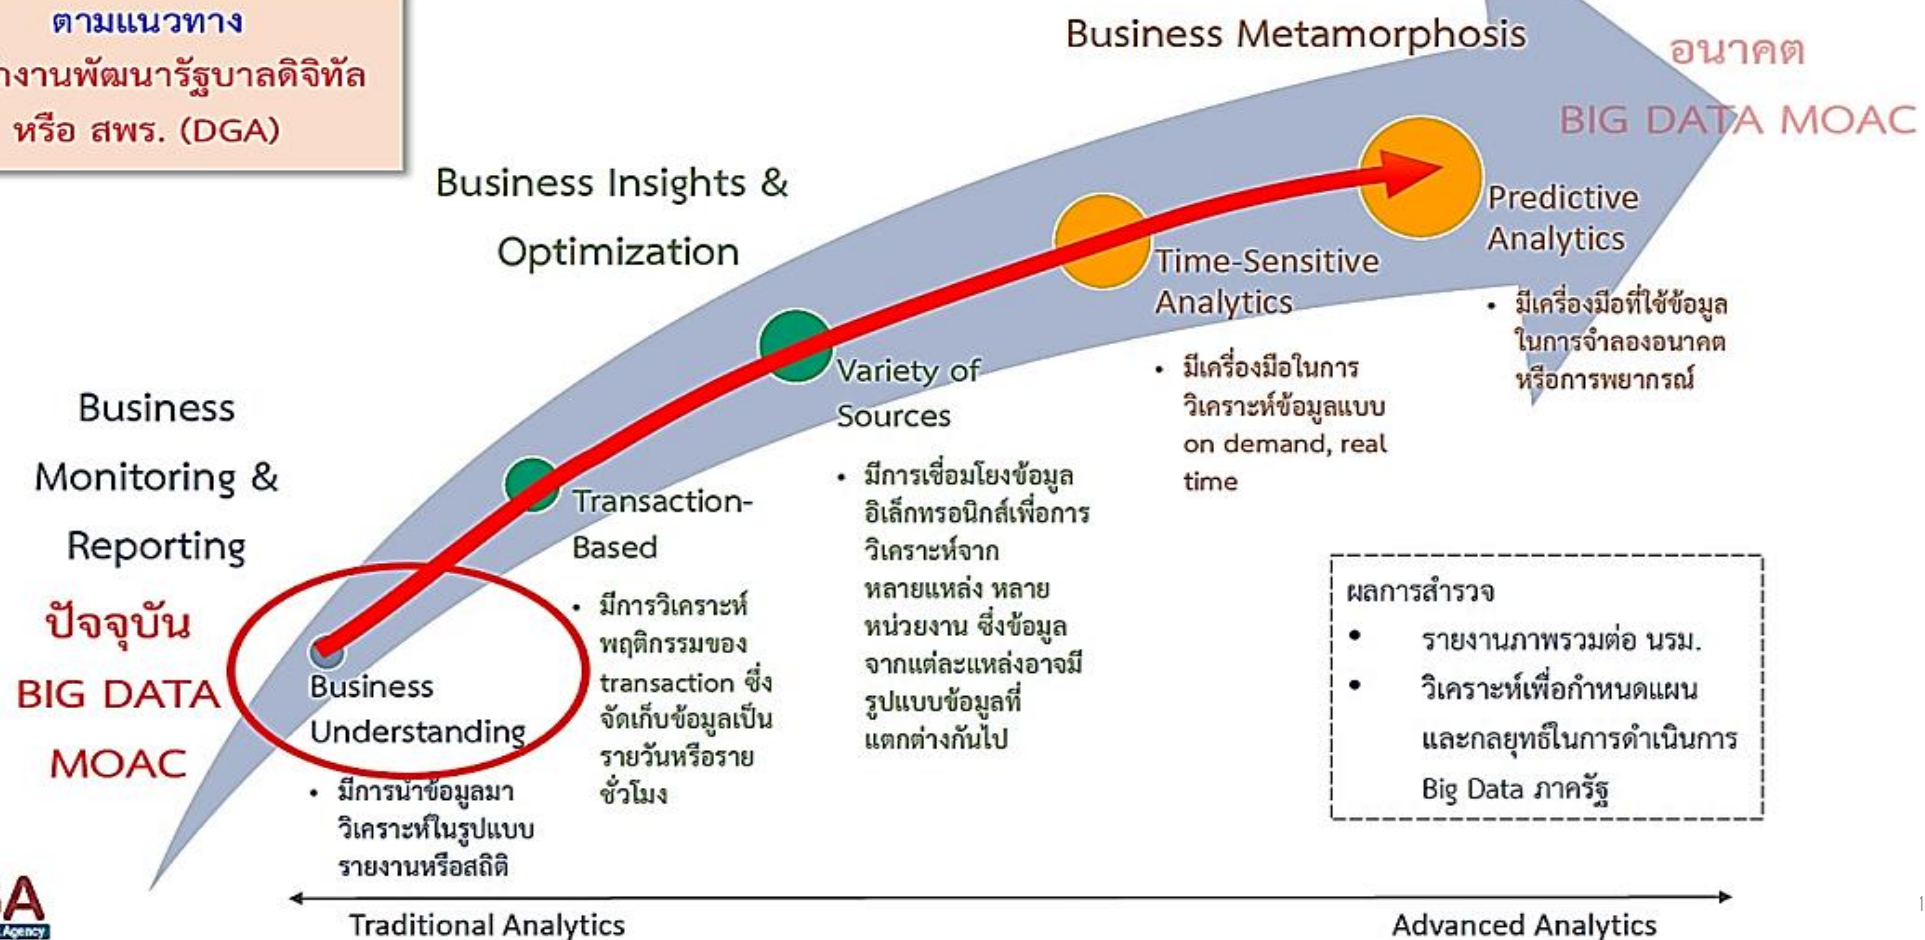 ตามแนวทาง
งานพัฒนารัฐบาลดิจิทัล
หรือ สพร. (DGA)
Business Metamorphosis
อนาคต
BIG DATA MOAC
Business Insights &
Optimization
Predictive
Analytics
• มีเครื่องมือที่ใช้ข้อมูล
ในการจำลองอนาคต
หรือการพยากรณ์
Time-Sensitive
Analytics
• มีเครื่องมือในการ
วิเคราะห์ข้อมูลแบบ
on demand, real
time
Variety of
Sources
• มีการเชื่อมโยงข้อมูล
อิเล็กทรอนิกส์เพื่อการ
วิเคราะห์จาก
หลายแหล่ง หลาย
หน่วยงาน ซึ่งข้อมูล
จากแต่ละแหล่งอาจมี
รูปแบบข้อมูลที่
แตกต่างกันไป
Business
Monitoring &
Reporting
Transaction-
Based
• มีการวิเคราะห์
พฤติกรรมของ
transaction ซึ่ง
จัดเก็บข้อมูลเป็น
รายวันหรือราย
ชั่วโมง
ปัจจุบัน
BIG DATA
MOAC
Business
Understanding
• มีการนำข้อมูลมา
วิเคราะห์ในรูปแบบ
รายงานหรือสถิติ
ผลการสำรวจ
• รายงานภาพรวมต่อ นรม.
• วิเคราะห์เพื่อกำหนดแผน
และกลยุทธ์ในการดำเนินการ
Big Data ภาครัฐ
Traditional Analytics
Advanced Analytics
A
Agency
1